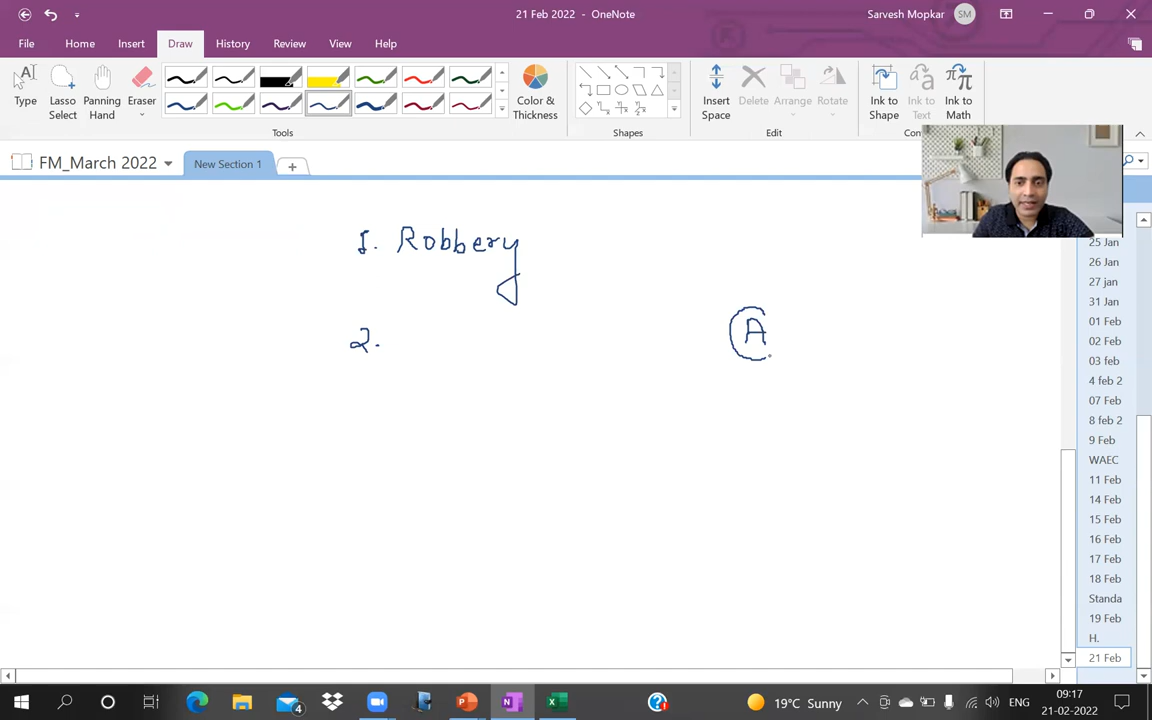 21 Feb 2022 - OneNote
Sarvesh Mopkar SM
File Home Insert Draw History Review View Help
Type Lasso Select Panning Hand Eraser Color & Thickness Insert Space Delete Arrange Rotate Ink to Shape Ink to Text Ink to Math
Tools Shapes Edit Con
FM_March 2022 New Section 1
25 Jan
26 Jan
27 jan
31 Jan
01 Feb
02 Feb
03 feb
4 feb 2
07 Feb
8 feb 2
9 Feb
WAEC
11 Feb
14 Feb
15 Feb
16 Feb
17 Feb
18 Feb
Standa
19 Feb
H.
21 Feb
1. Robbery
2. A
19°C Sunny ENG 09:17
21-02-2022